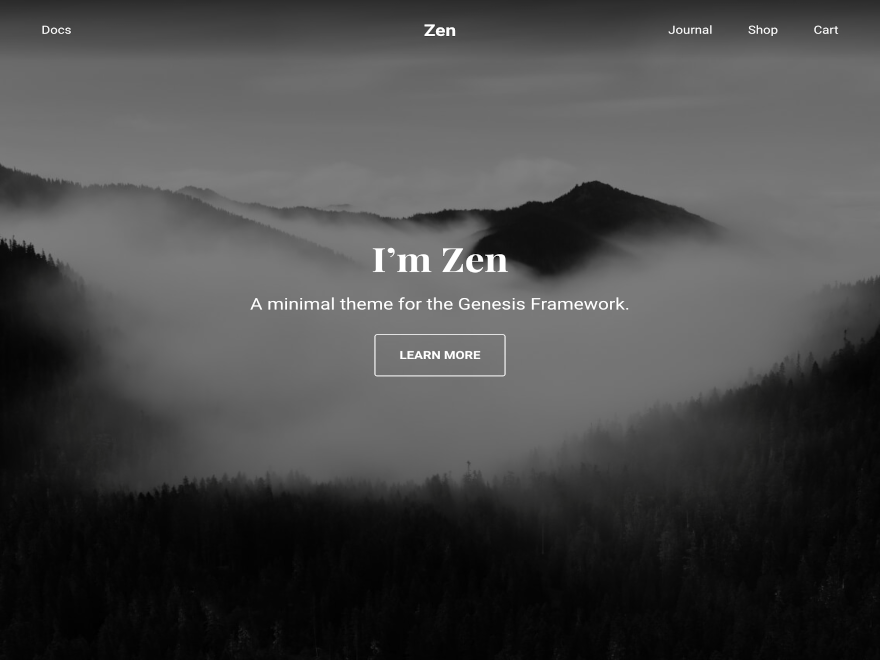 Docs
Zen
Journal
Shop
Cart
I’m Zen
A minimal theme for the Genesis Framework.
LEARN MORE